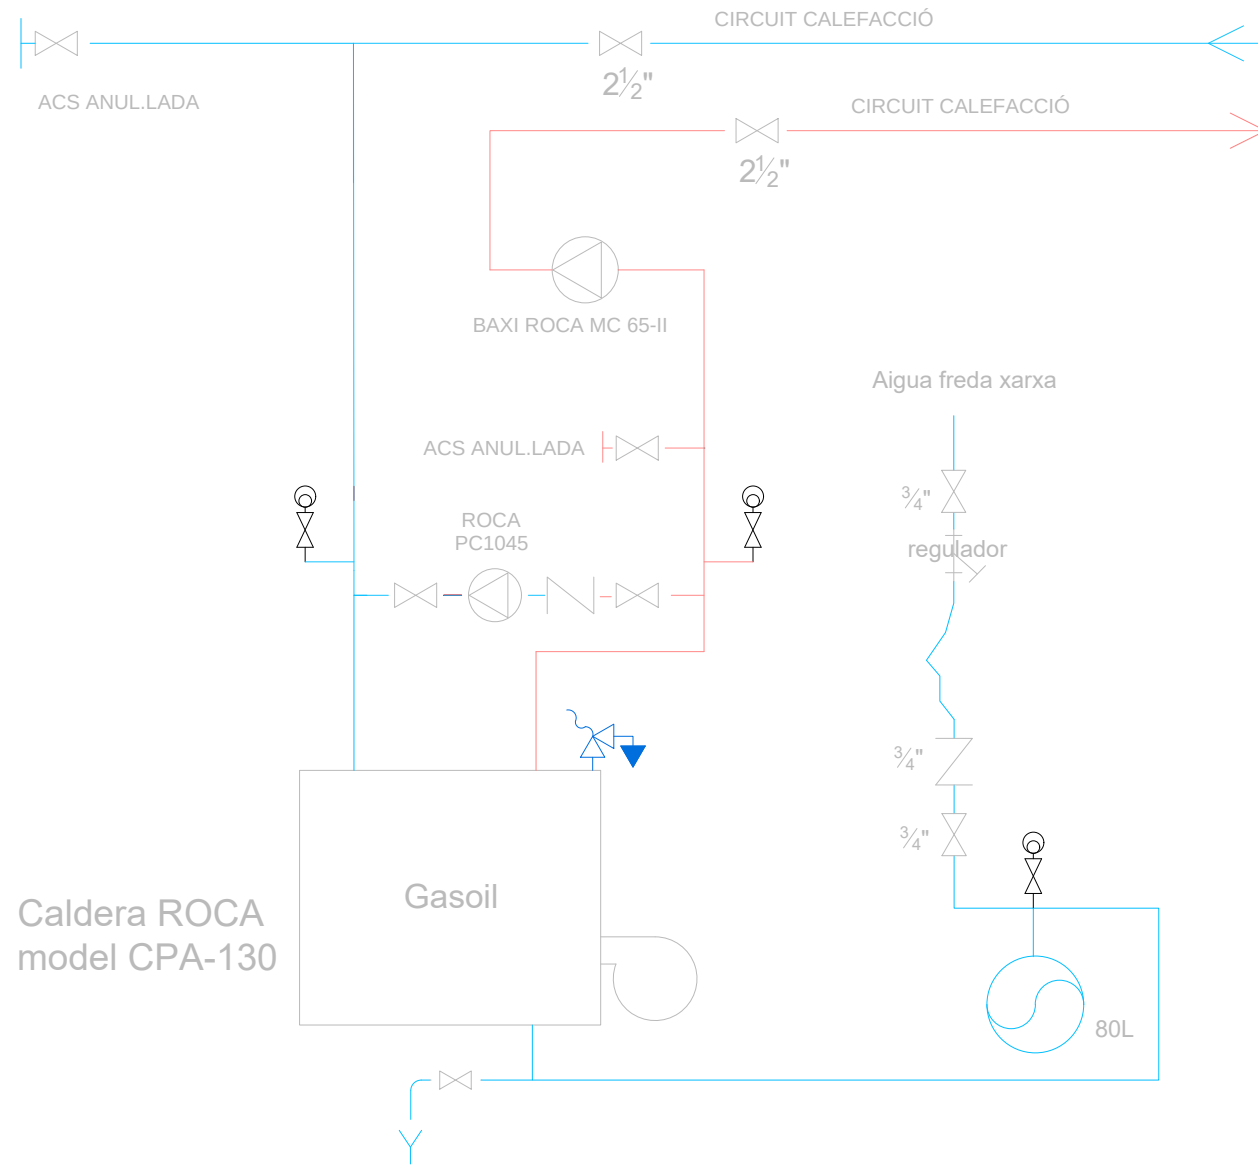 CIRCUIT CALEFACCIÓ
2½"
ACS ANUL.LADA
CIRCUIT CALEFACCIÓ
2½"
BAXI ROCA MC 65-II
Aigua freda xarxa
ACS ANUL.LADA
¾"
ROCA
PC1045
regulador
¾"
¾"
Gasoil
Caldera ROCA
model CPA-130
80L